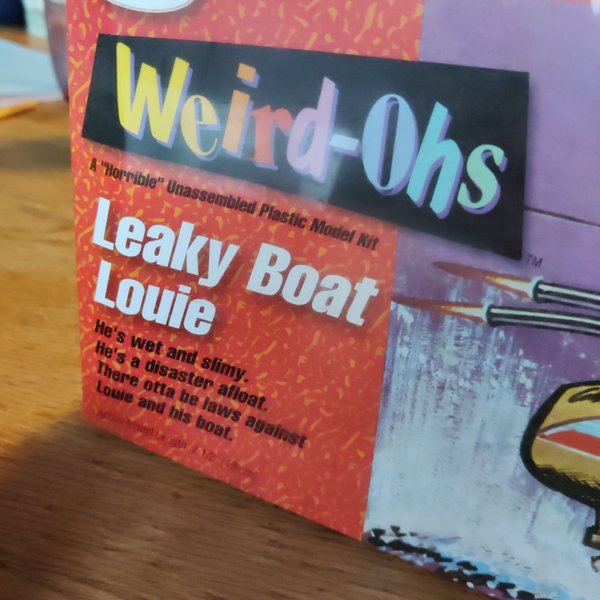 Weird-Ohs
A "Horrible" Unassembled Plastic Model Kit
TM
Leaky Boat
Louie
He's wet and slimy.
He's a disaster afloat.
There otta be laws against
Louie and his boat.